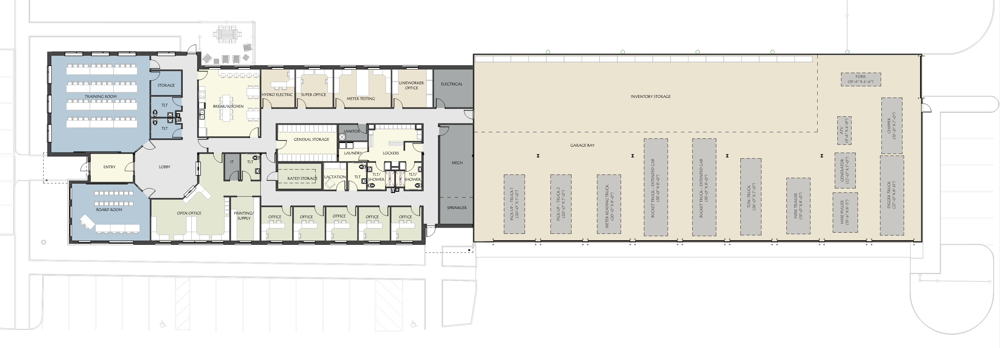 TRAINING ROOM
STORAGE
TLT
TLT
BREAK/KITCHEN
HYDRO ELECTRIC
SUPER OFFICE
METER TESTING
LINEWORKER
OFFICE
ELECTRICAL
GENERAL STORAGE
JANITOR
LAUNDRY
LOCKERS
ENTRY
LOBBY
IT
TLT
RATED STORAGE
LACTATION
TLT
TLT/
SHOWER
SHOWER
SHOWER
TLT/
SHOWER
MECH
SPRINKLER
BOARD ROOM
OPEN OFFICE
PRINTING/
SUPPLY
OFFICE
OFFICE
OFFICE
OFFICE
OFFICE
INVENTORY STORAGE
GARAGE BAY
FORK
(13'-6" X 4'-6")
ATV
(9'-6" X 4'-8")
CHIPPER
(19'-0" X 7'-0")
PICK UP - TRUCK 1
(20'-0" X 7'-0")
PICK UP - TRUCK 2
(20'-0" X 7'-0")
METER READING TRUCK
(20'-0" X 8'-0")
BUCKET TRUCK - EXTENDED CAB
(33'-0" X 8'-0")
BUCKET TRUCK - EXTENDED CAB
(33'-0" X 8'-0")
TON-TRUCK
(26'-0" X 7'-0")
WIRE TRAILER
(19'-0" X 8'-0")
GENERATOR
(12'-0" X 7'-0")
WIRE PULLER
(13'-6" X 8'-5")
DIGGER TRUCK
(27'-0" X 8'-0")